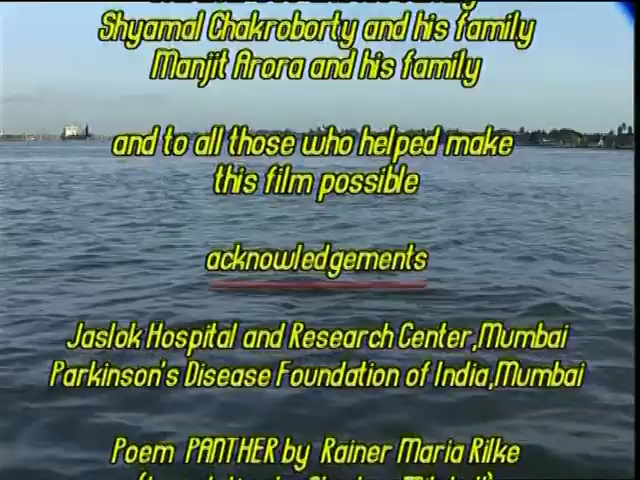 Shyamal Chakroborty and his family
Manjit Arora and his family
and to all those who helped make
this film possible
acknowledgements
Jaslok Hospital and Research Center,Mumbai
Parkinson's Disease Foundation of India,Mumbai
Poem PANTHER by Rainer Maria Rilke